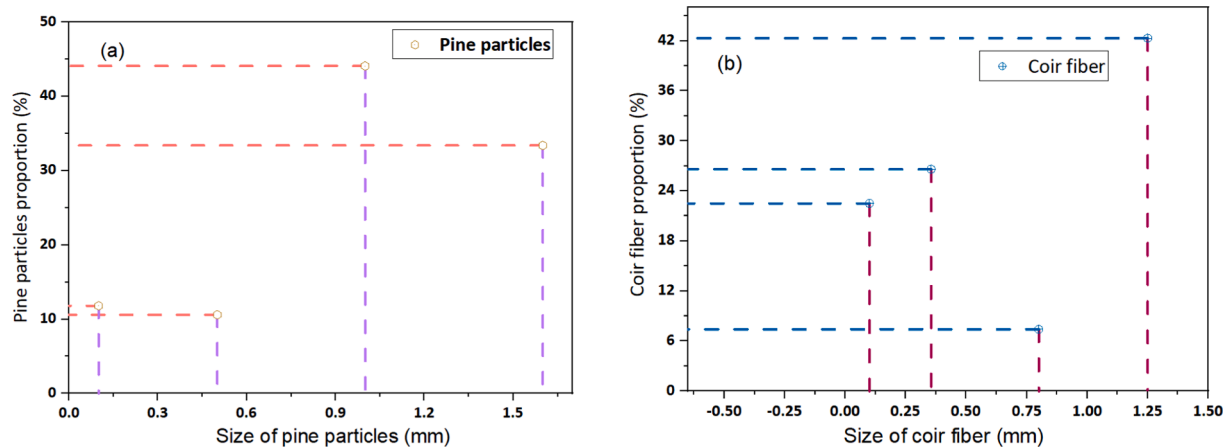 50
40
30
20
10
0
Pine particles proportion (%)
(a)
Pine particles
0.0 0.3 0.6 0.9 1.2 1.5
Size of pine particles (mm)
42
36
30
24
18
12
6
0
Coir fiber proportion (%)
(b)
Coir fiber
-0.50 -0.25 0.00 0.25 0.50 0.80 1.00 1.25 1.50
Size of coir fiber (mm)